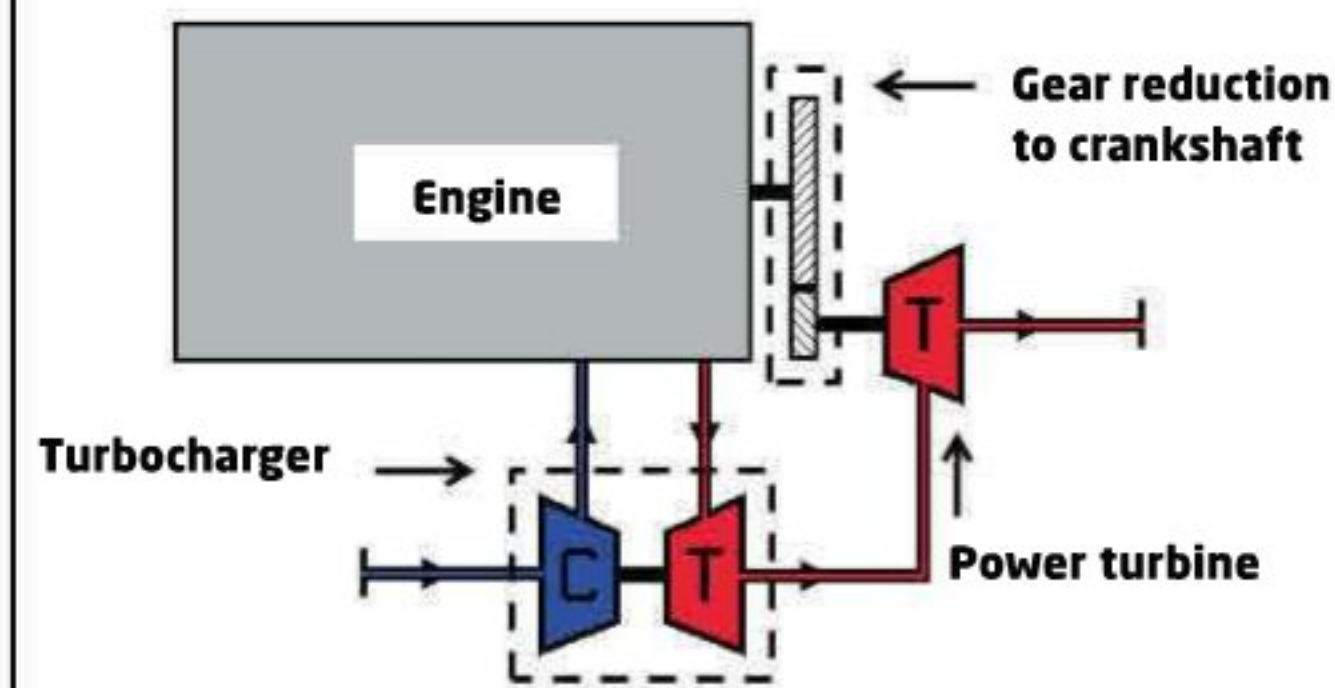 Gear reduction
to crankshaft
Engine
T
Turbocharger
C
T
Power turbine